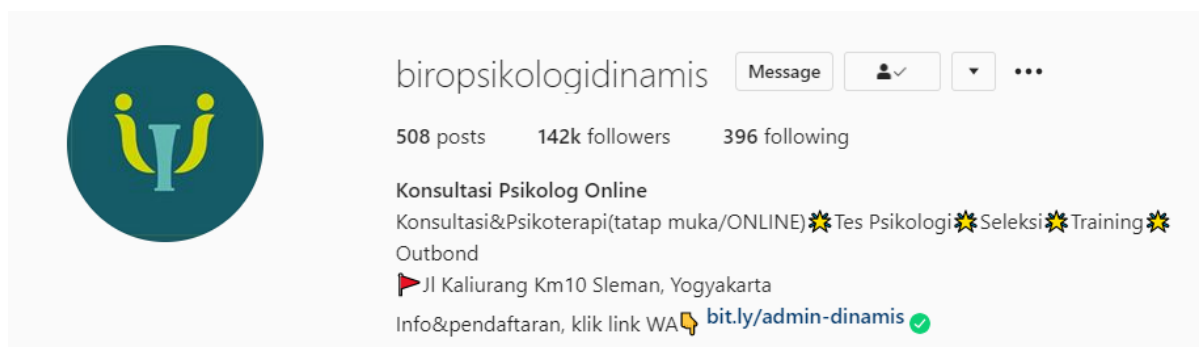 biropsikologidinamis Message
508 posts 142k followers 396 following
Konsultasi Psikolog Online
Konsultasi&Psikoterapi(tatap muka/ONLINE)🌟Tes Psikologi🌟Seleksi🌟Training🌟
Outbond
🚩Jl Kaliurang Km10 Sleman, Yogyakarta
Info&pendaftaran, klik link WA👇 bit.ly/admin-dinamis